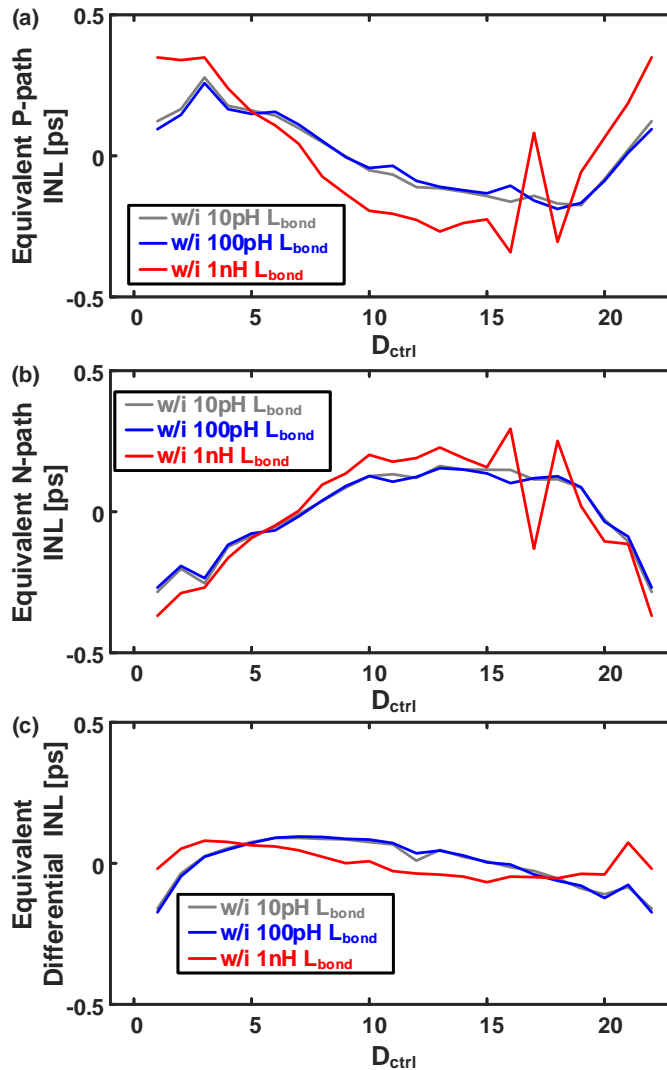 (a)
Equivalent P-path
INL [ps]
0.5
0
-0.5
w/i 10pH Lbond
w/i 100pH Lbond
w/i 1nH Lbond
0 5 10 15 20
Dctrl
(b)
Equivalent N-path
INL [ps]
0.5
0
-0.5
w/i 10pH Lbond
w/i 100pH Lbond
w/i 1nH Lbond
0 5 10 15 20
Dctrl
(c)
Equivalent
Differential INL [ps]
0.5
0
-0.5
w/i 10pH Lbond
w/i 100pH Lbond
w/i 1nH Lbond
0 5 10 15 20
Dctrl